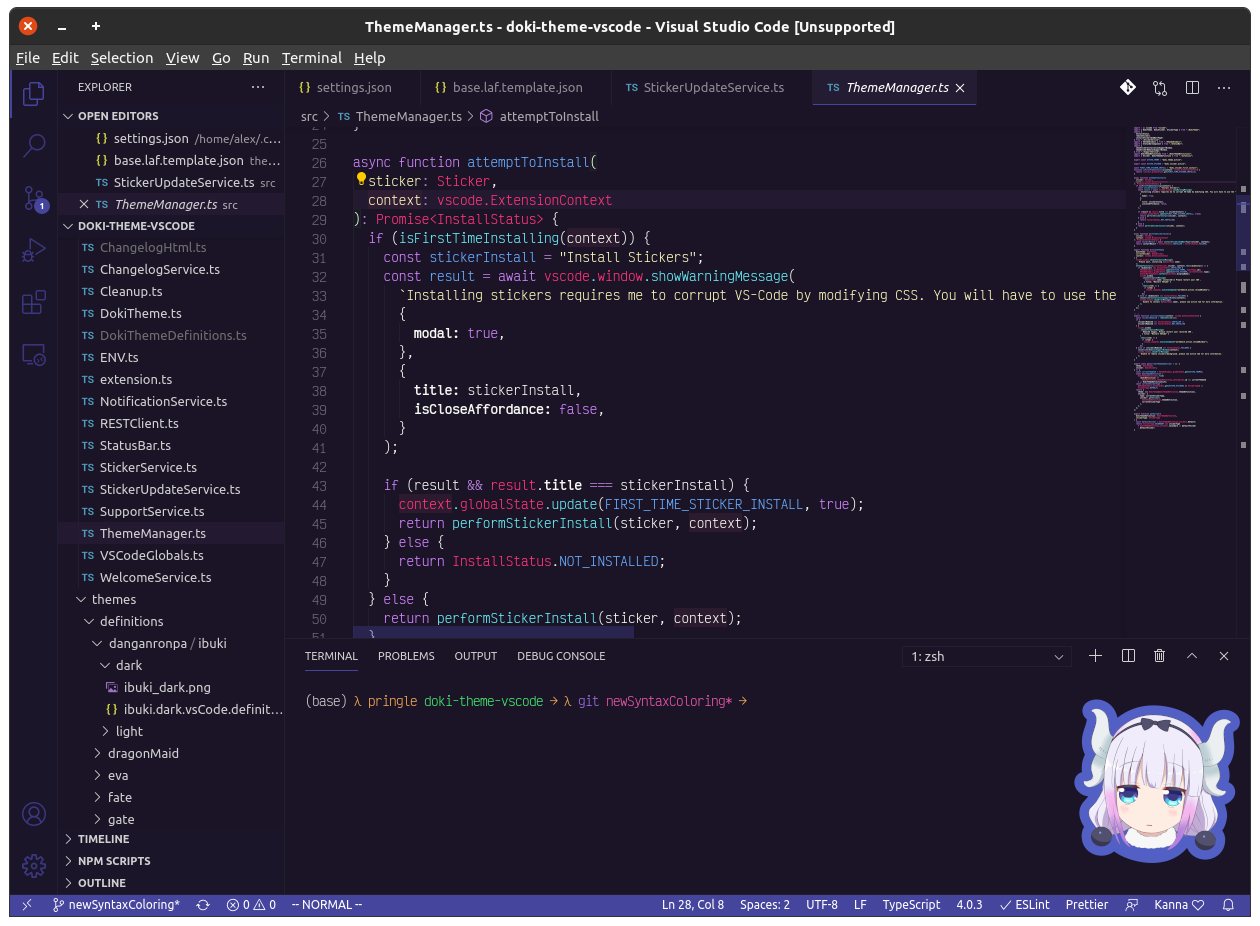 ThemeManager.ts - doki-theme-vscode - Visual Studio Code [Unsupported]
File Edit Selection View Go Run Terminal Help
EXPLORER
OPEN EDITORS
{} settings.json /home/alex/.c...
{} base.laf.template.json the...
TS StickerUpdateService.ts src
TS ThemeManager.ts src
DOKI-THEME-VSCODE
TS ChangelogHtml.ts
TS ChangelogService.ts
TS Cleanup.ts
TS DokiTheme.ts
TS DokiThemeDefinitions.ts
TS ENV.ts
TS extension.ts
TS NotificationService.ts
TS RESTClient.ts
TS StatusBar.ts
TS StickerService.ts
TS StickerUpdateService.ts
TS SupportService.ts
TS ThemeManager.ts
TS VSCodeGlobals.ts
TS WelcomeService.ts
themes
definitions
danganronpa / ibuki
dark
ibuki_dark.png
{} ibuki.dark.vsCode.definit...
light
dragonMaid
eva
fate
gate
TIMELINE
NPM SCRIPTS
OUTLINE
1
{} settings.json {} base.laf.template.json TS StickerUpdateService.ts TS ThemeManager.ts
src > TS ThemeManager.ts > attemptToInstall
24 }
25
26 async function attemptToInstall(
27 sticker: Sticker,
28 context: vscode.ExtensionContext
29 ): Promise<InstallStatus> {
30 if (isFirstTimeInstalling(context)) {
31 const stickerInstall = "Install Stickers";
32 const result = await vscode.window.showWarningMessage(
33 `Installing stickers requires me to corrupt VS-Code by modifying CSS. You will have to use the
34 {
35 modal: true,
36 },
37 {
38 title: stickerInstall,
39 isCloseAffordance: false,
40 }
41 );
42
43 if (result && result.title === stickerInstall) {
44 context.globalState.update(FIRST_TIME_STICKER_INSTALL, true);
45 return performStickerInstall(sticker, context);
46 } else {
47 return InstallStatus.NOT_INSTALLED;
48 }
49 } else {
50 return performStickerInstall(sticker, context);
51 }
TERMINAL PROBLEMS OUTPUT DEBUG CONSOLE 1: zsh
(base) λ pringle doki-theme-vscode → λ git newSyntaxColoring* →
newSyntaxColoring* 0 0 -- NORMAL -- Ln 28, Col 8 Spaces: 2 UTF-8 LF TypeScript 4.0.3 ESLint Prettier Kanna ♡